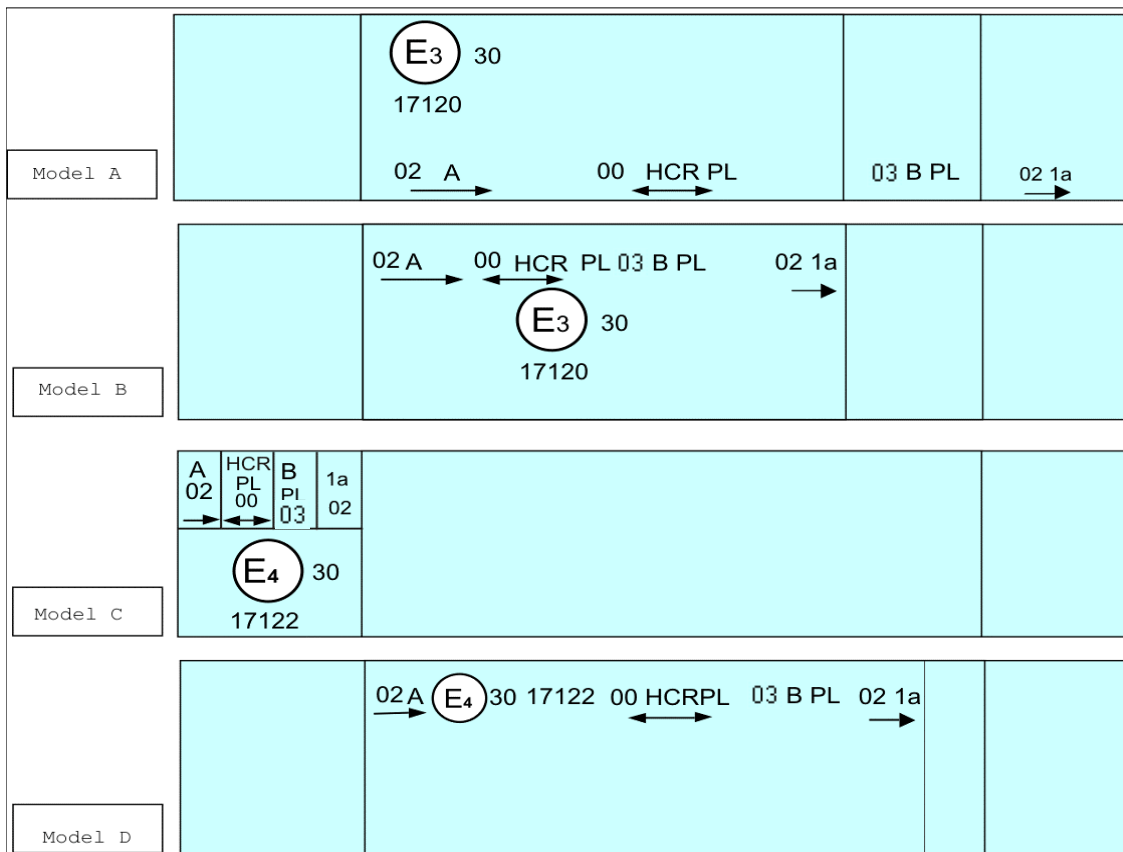 E3 30
17120
Model A
02 A 00 HCR PL 03 B PL 02 1a
02 A 00 HCR PL 03 B PL 02 1a
E3 30
17120
Model B
A HCR B 1a
PL PL
02 00 03 02
E4 30
17122
Model C
02 A E4 30 17122 00 HCRPL 03 B PL 02 1a
Model D